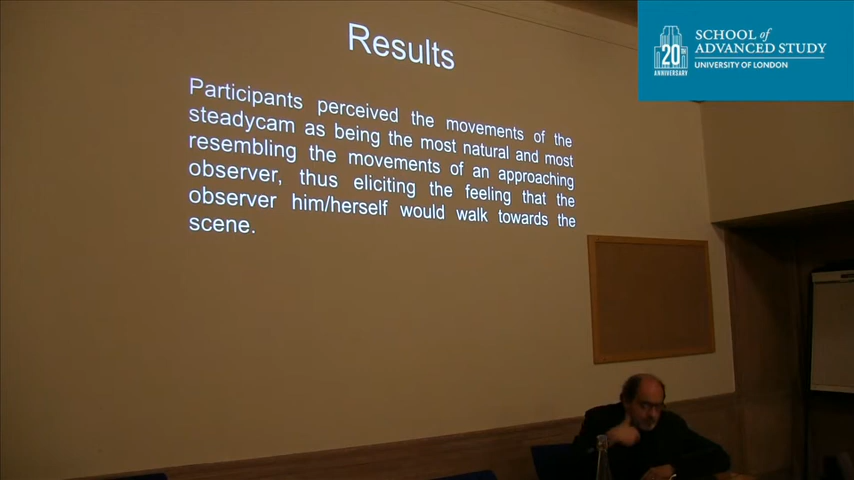 Results
Participants perceived the movements of the
steadycam as being the most natural and most
resembling the movements of an approaching
observer, thus eliciting the feeling that the
observer him/herself would walk towards the
scene.
20TH
ANNIVERSARY
SCHOOL of
ADVANCED STUDY
UNIVERSITY OF LONDON